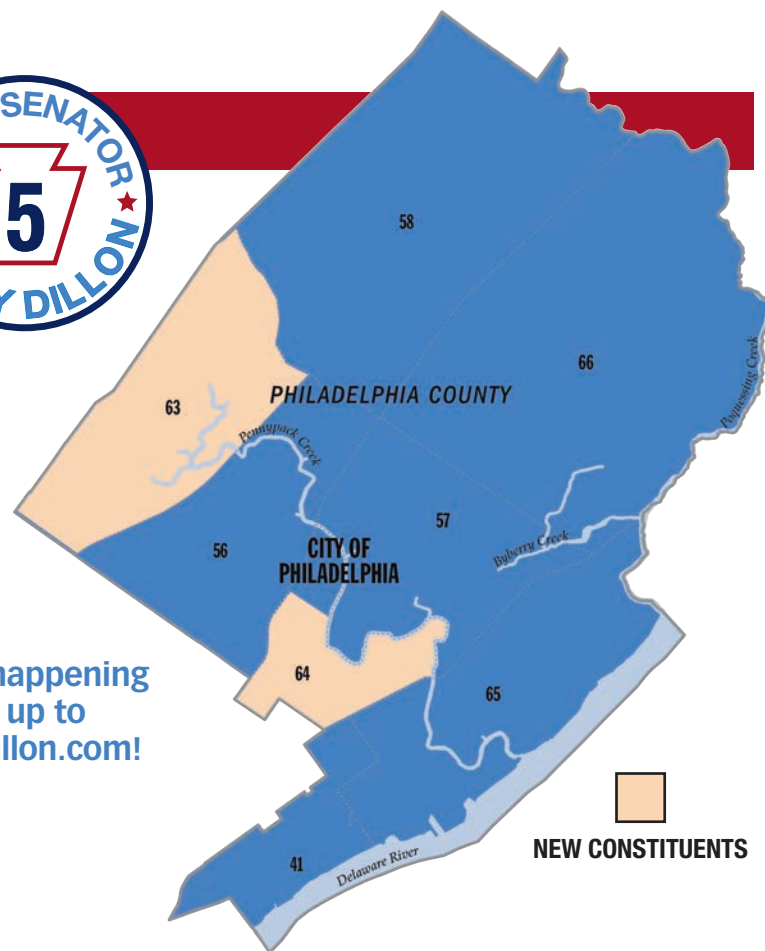 SENATOR
5
Y DILLON
58
66
63
PHILADELPHIA COUNTY
Poquessing Creek
Pennypack Creek
57
56
CITY OF
PHILADELPHIA
Byberry Creek
64
65
happening
up to
illon.com!
NEW CONSTITUENTS
41
Delaware River